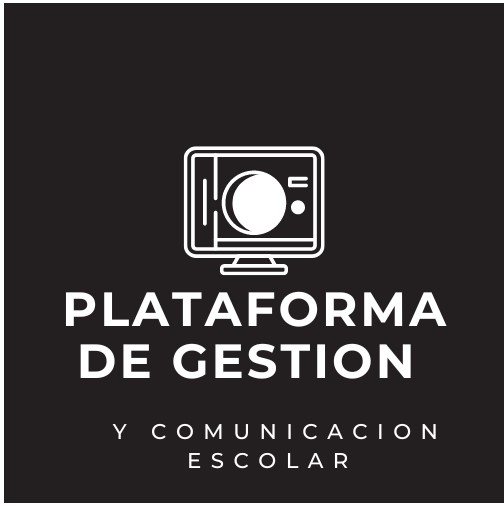 PLATAFORMA
DE GESTION
Y COMUNICACION
ESCOLAR